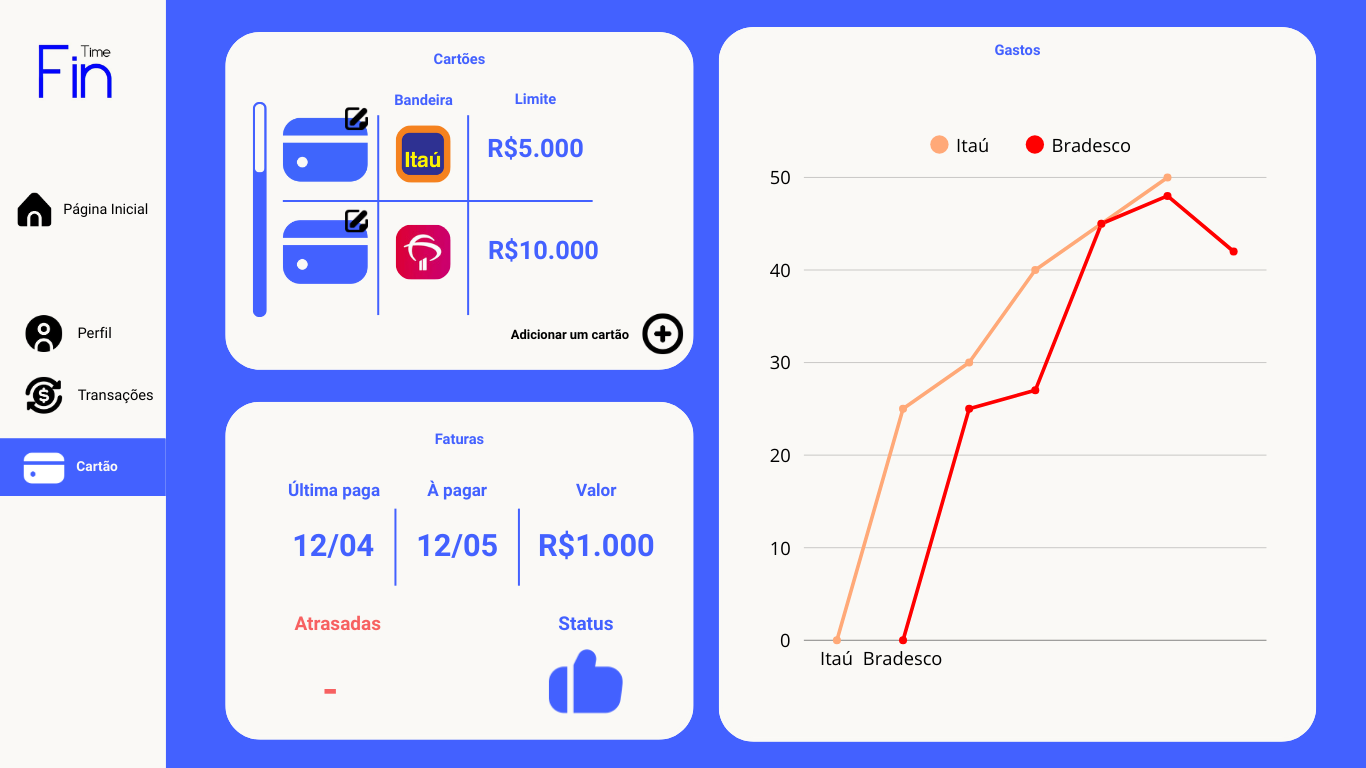 Time
Fin
Página Inicial
Perfil
Transações
Cartão
Cartões
Bandeira
Limite
Itaú
R$5.000
R$10.000
Adicionar um cartão
Faturas
Última paga
À pagar
Valor
12/04
12/05
R$1.000
Atrasadas
Status
-
Gastos
Itaú
Bradesco
50
40
30
20
10
0
Itaú
Bradesco